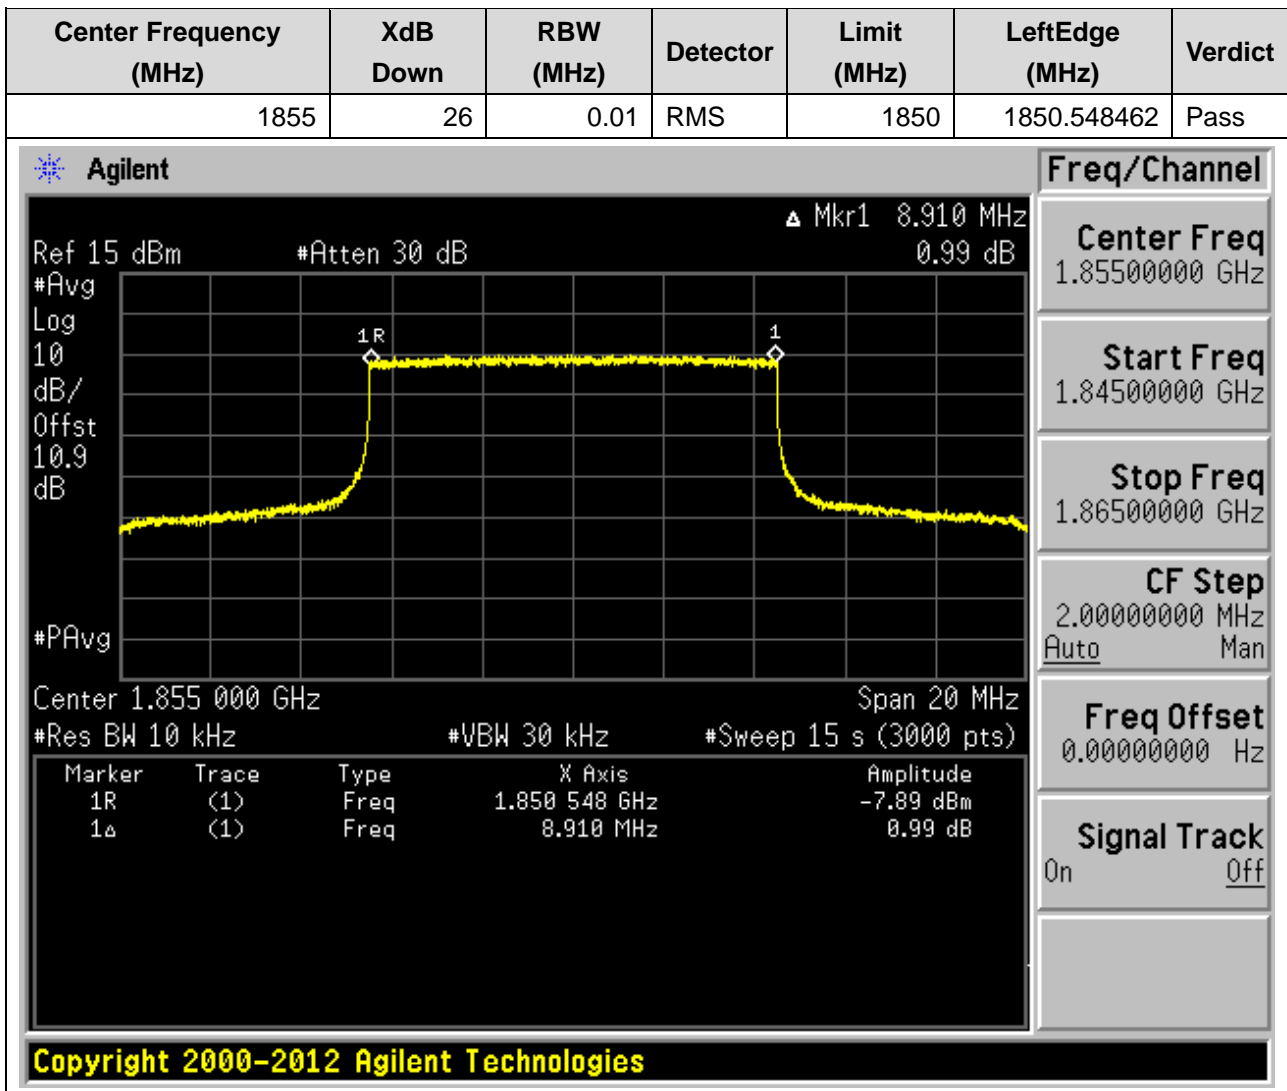 Center Frequency (MHz) XdB Down RBW (MHz) Detector Limit (MHz) LeftEdge (MHz) Verdict
1855 26 0.01 RMS 1850 1850.548462 Pass
Agilent Freq/Channel
Δ Mkr1 8.910 MHz
Ref 15 dBm #Atten 30 dB 0.99 dB
#Avg
Log
10
dB/
Offst
10.9
dB
#PAvg
1R
1
Center 1.855 000 GHz Span 20 MHz
#Res BW 10 kHz #VBW 30 kHz #Sweep 15 s (3000 pts)
Marker Trace Type X Axis Amplitude
1R (1) Freq 1.850 548 GHz -7.89 dBm
1Δ (1) Freq 8.910 MHz 0.99 dB
Center Freq
1.85500000 GHz
Start Freq
1.84500000 GHz
Stop Freq
1.86500000 GHz
CF Step
2.00000000 MHz
Auto Man
Freq Offset
0.00000000 Hz
Signal Track
On Off
Copyright 2000-2012 Agilent Technologies